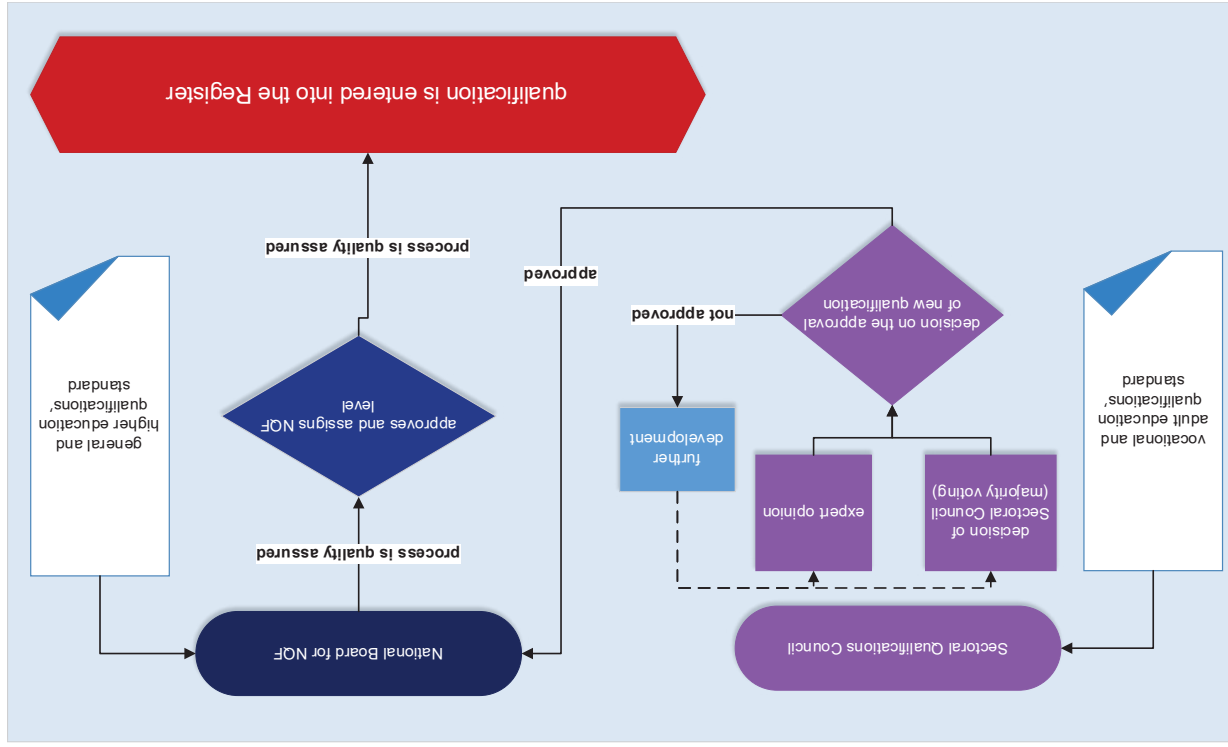 Sectoral Qualifications Council
National Board for NQF
vocational and
adult education
qualifications’
standard
decision of
Sectoral Council
(majority voting)
expert opinion
further
development
decision on the approval
of new qualification
not approved
approved
process is quality assured
approves and assigns NQF
level
process is quality assured
general and
higher education
qualifications’
standard
qualification is entered into the Register